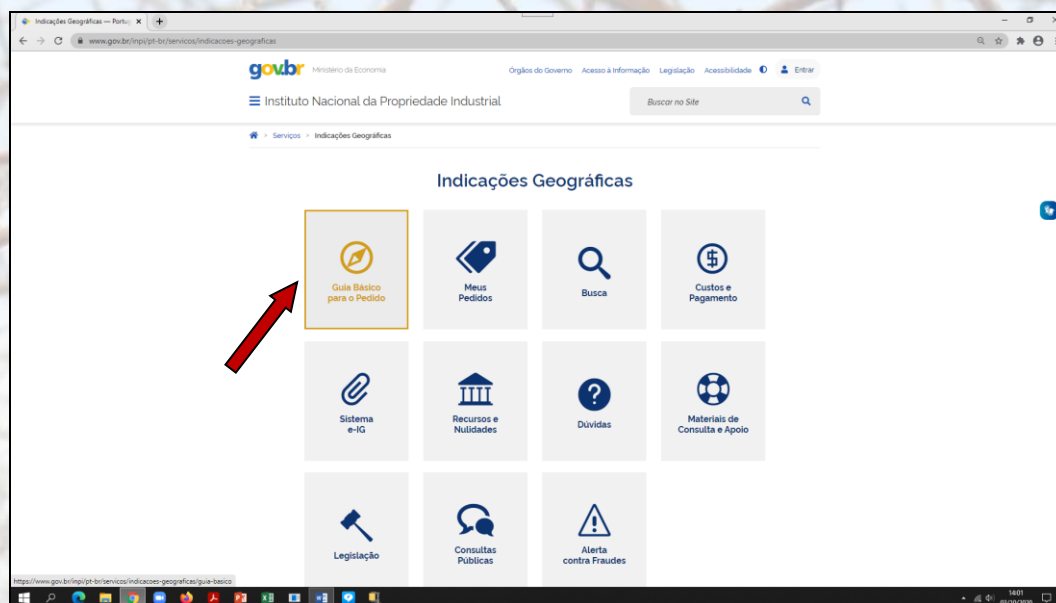 Indicações Geográficas — Portu
www.gov.br/inpi/pt-br/servicos/indicacoes-geograficas
gov.br Ministério da Economia
Órgãos do Governo Acesso à Informação Legislação Acessibilidade Entrar
Instituto Nacional da Propriedade Industrial
Buscar no Site
Serviços > Indicações Geográficas
Indicações Geográficas
Guia Básico
para o Pedido
Meus
Pedidos
Busca
Custos e
Pagamento
Sistema
e-IG
Recursos e
Nulidades
Dúvidas
Materiais de
Consulta e Apoio
Legislação
Consultas
Públicas
Alerta
contra Fraudes
https://www.gov.br/inpi/pt-br/servicos/indicacoes-geograficas/guia-basico
14:01